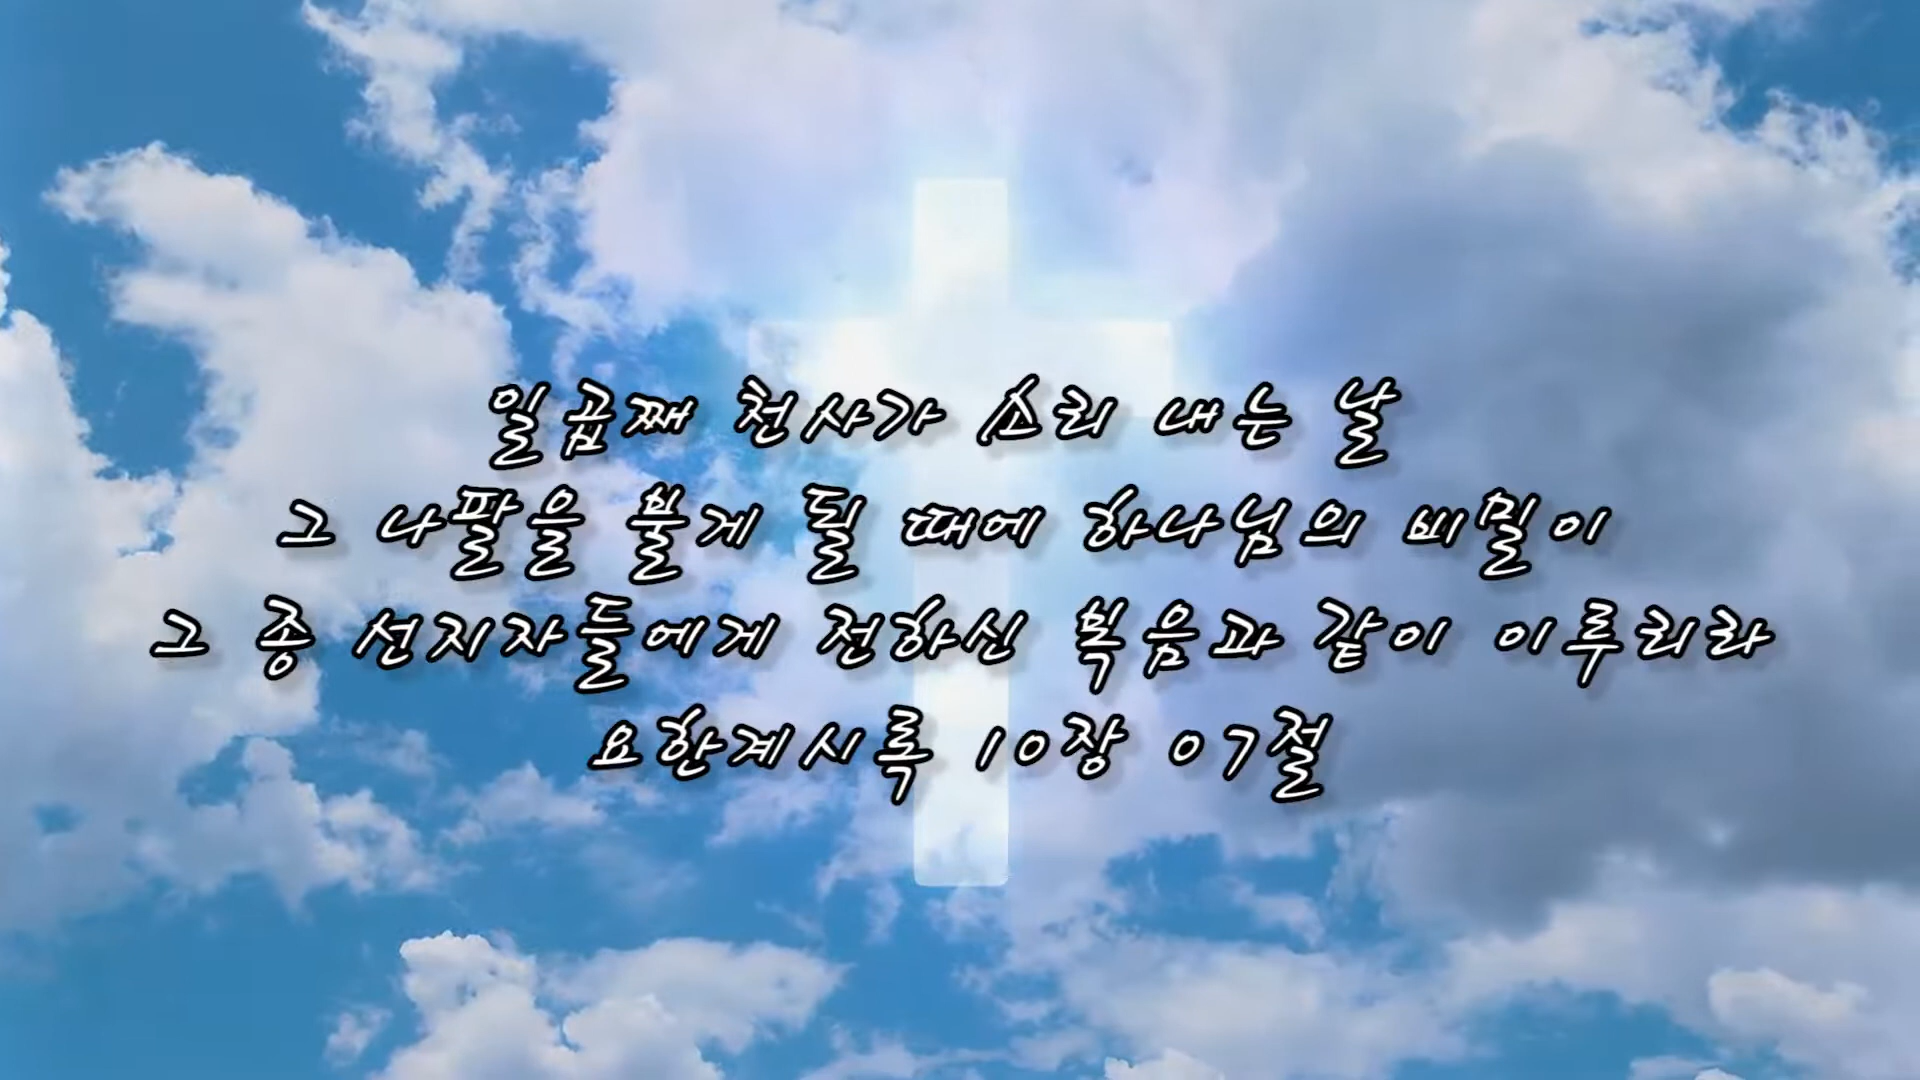 일곱째 천사가 소리 내는 날
그 나팔을 불게 될 때에 하나님의 비밀이
그 종 선지자들에게 전하신 복음과 같이 이루리라
요한계시록 10장 07절